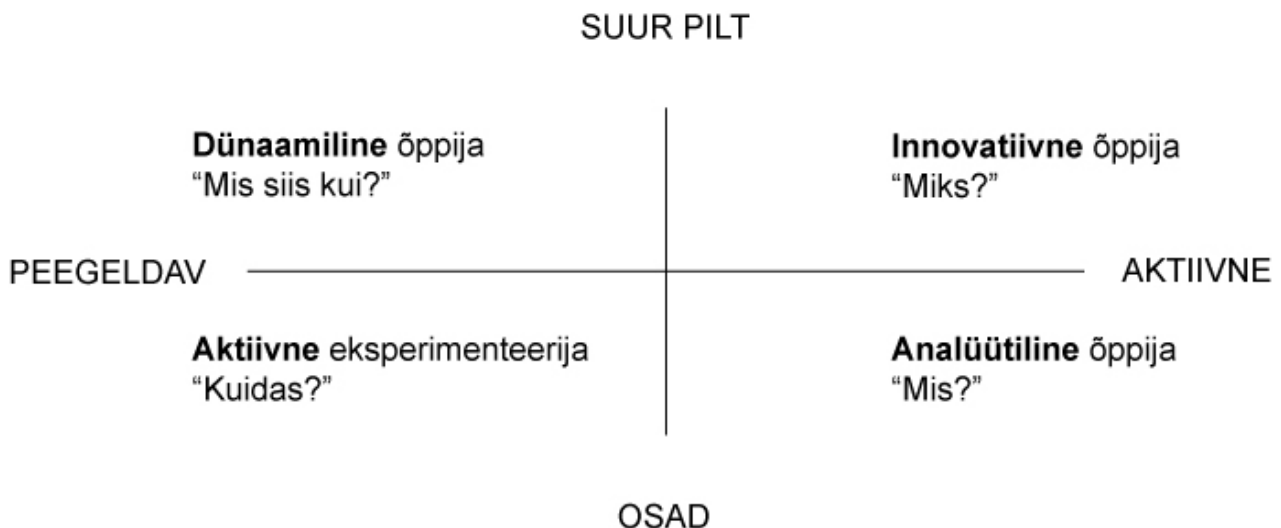 SUUR PILT
Dünaamiline õppija
“Mis siis kui?”
Innovatiivne õppija
“Miks?”
PEEGELDAV
AKTIIVNE
Aktiivne eksperimenteerija
“Kuidas?”
Analüütiline õppija
“Mis?”
OSAD